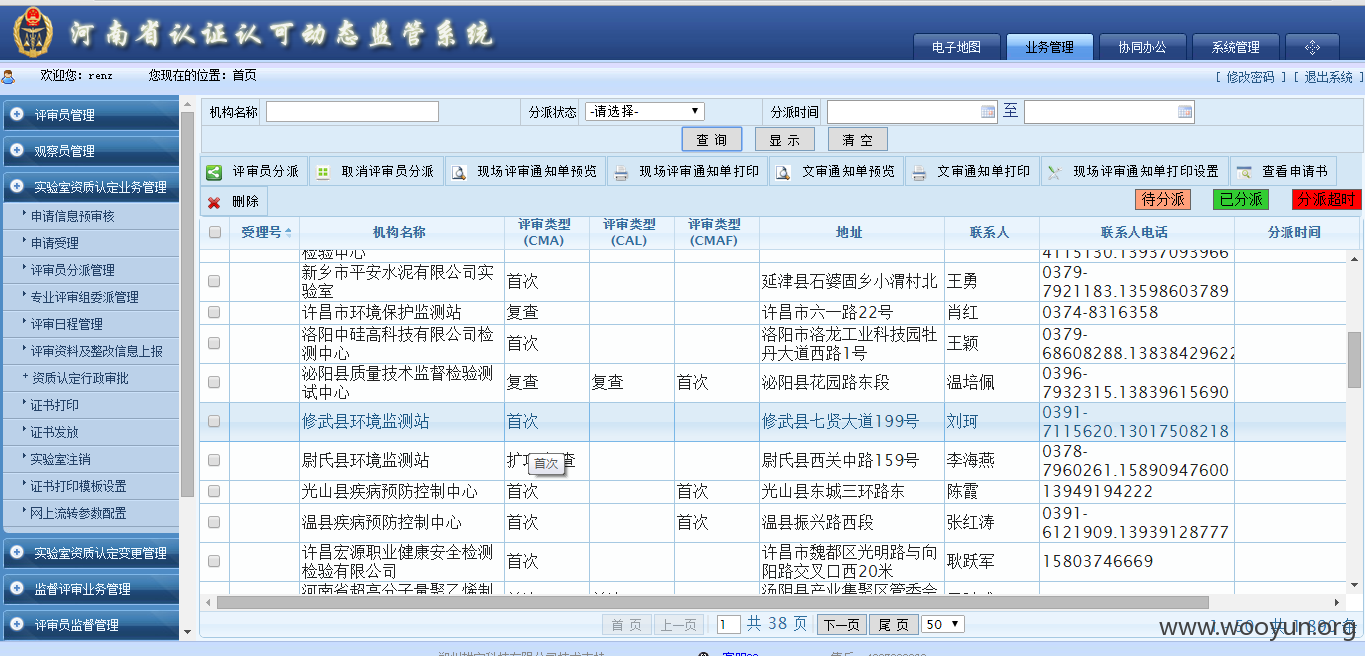 河南省认证认可动态监管系统
电子地图 业务管理 协同办公 系统管理
欢迎您：renz 您现在的位置：首页 [ 修改密码 ] [ 退出系统 ]
评审员管理
观察员管理
实验室资质认定业务管理
申请信息预审核
申请受理
评审员分派管理
专业评审组委派管理
评审日程管理
评审资料及整改信息上报
资质认定行政审批
证书打印
证书发放
实验室注销
证书打印模板设置
网上流转参数配置
实验室资质认定变更管理
监督评审业务管理
评审员监督管理
机构名称 分派状态 -请选择- 分派时间 至
查 询 显 示 清 空
评审员分派 取消评审员分派 现场评审通知单预览 现场评审通知单打印 文审通知单预览 文审通知单打印 现场评审通知单打印设置 查看申请书
删除 待分派 已分派 分派超时
受理号 机构名称 评审类型(CMA) 评审类型(CAL) 评审类型(CMAF) 地址 联系人 联系人电话 分派时间
检验中心 4115130.13937093966
新乡市平安水泥有限公司实验室 首次 延津县石婆固乡小渭村北 王勇 0379-7921183.13598603789
许昌市环境保护监测站 复查 许昌市六一路22号 肖红 0374-8316358
洛阳中硅高科技有限公司检测中心 首次 洛阳市洛龙工业科技园牡丹大道西路1号 王颖 0379-68608288.13838429622
泌阳县质量技术监督检验测试中心 复查 复查 首次 泌阳县花园路东段 温培佩 0396-7932315.13839615690
修武县环境监测站 首次 修武县七贤大道199号 刘珂 0391-7115620.13017508218
尉氏县环境监测站 查 尉氏县西关中路159号 李海燕 0378-7960261.15890947600
首次
光山县疾病预防控制中心 首次 首次 光山县东城三环路东 陈霞 13949194222
温县疾病预防控制中心 首次 首次 温县振兴路西段 张红涛 0391-6121909.13939128777
许昌宏源职业健康安全检测检验有限公司 首次 许昌市魏都区光明路与向阳路交叉口西20米 耿跃军 15803746669
河南省超高分子量聚乙烯制 汤阴县产业集聚区管委会
首 页 上一页 1 共 38 页 下一页 尾 页 50
www.wooyun.org